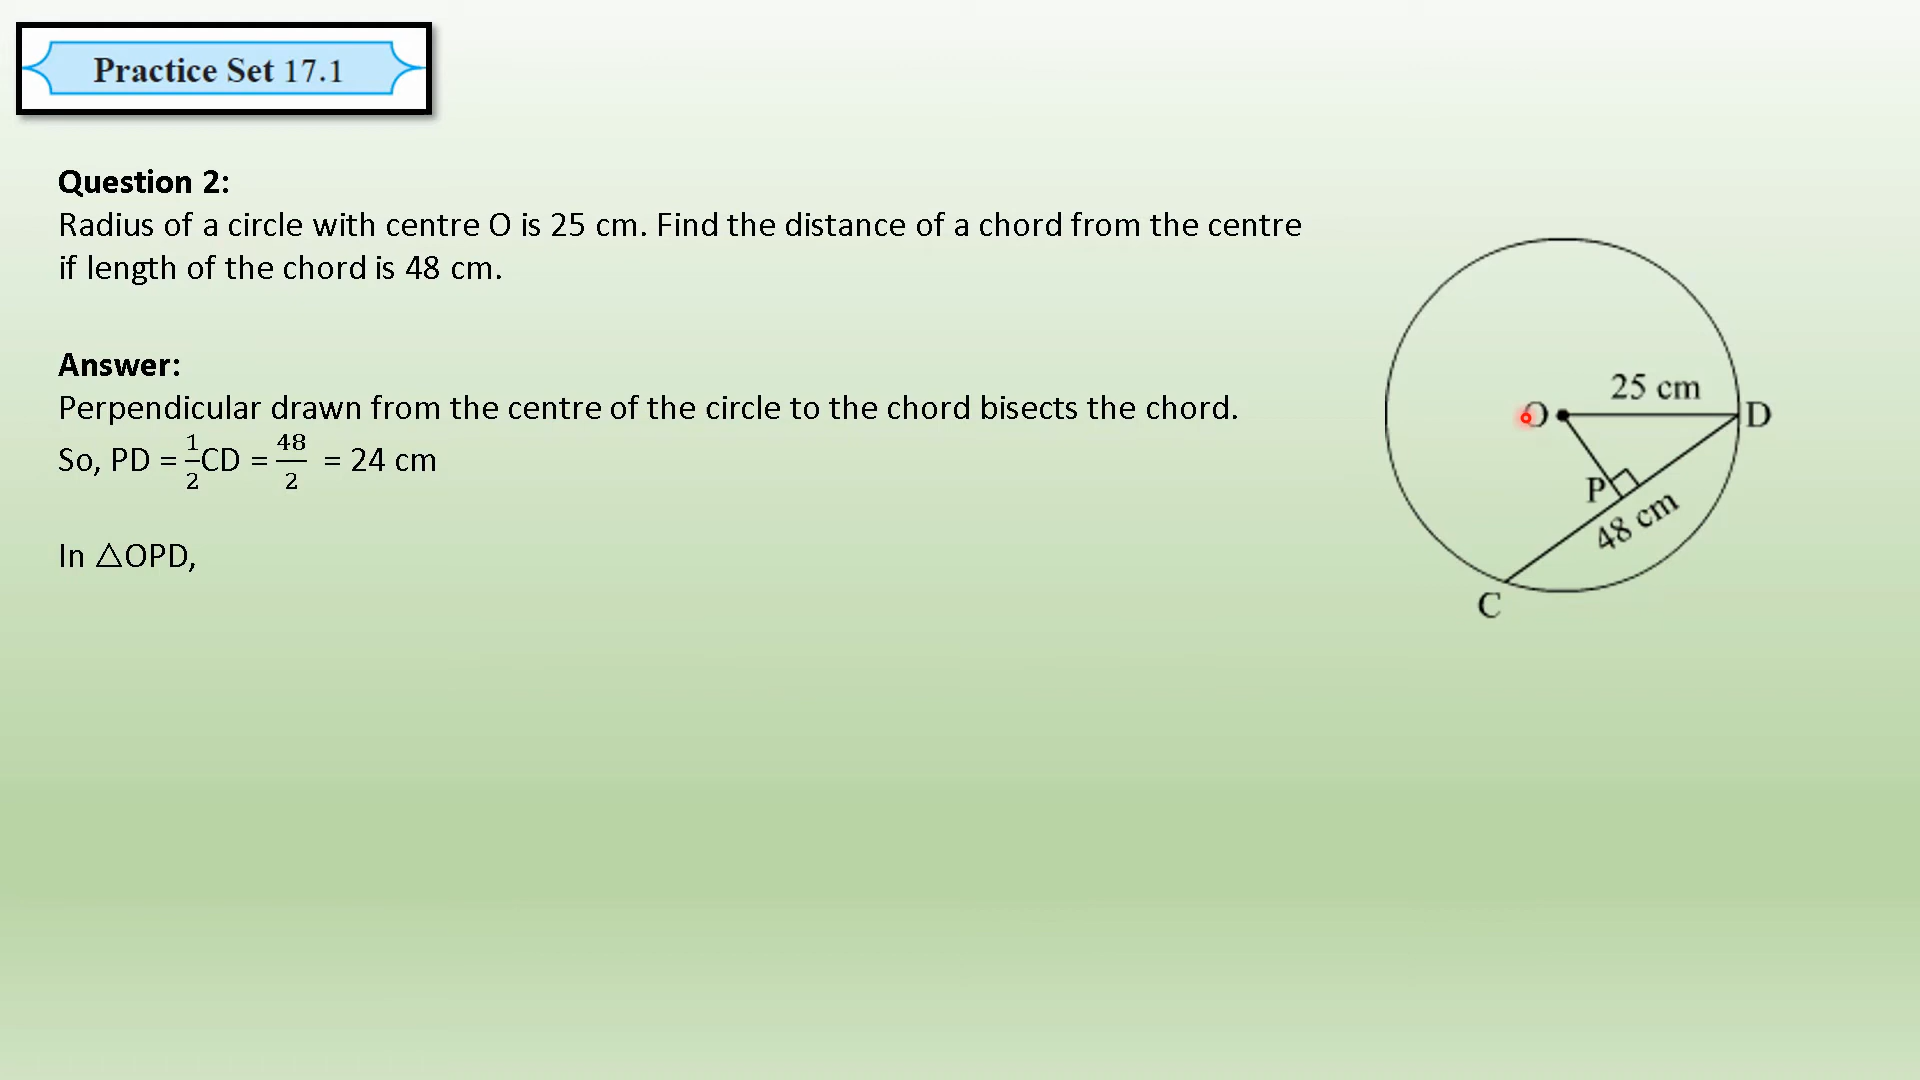 Practice Set 17.1
Question 2:
Radius of a circle with centre O is 25 cm. Find the distance of a chord from the centre
if length of the chord is 48 cm.
Answer:
Perpendicular drawn from the centre of the circle to the chord bisects the chord.
So, PD = 1/2 CD = 48/2 = 24 cm
In △OPD,
25 cm
O
D
P
48 cm
C